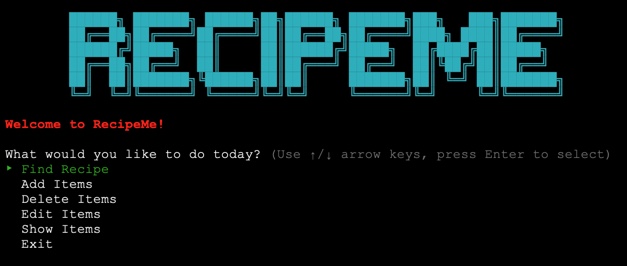 RECIPEME
Welcome to RecipeMe!
What would you like to do today? (Use ↑/↓ arrow keys, press Enter to select)
‣ Find Recipe
Add Items
Delete Items
Edit Items
Show Items
Exit